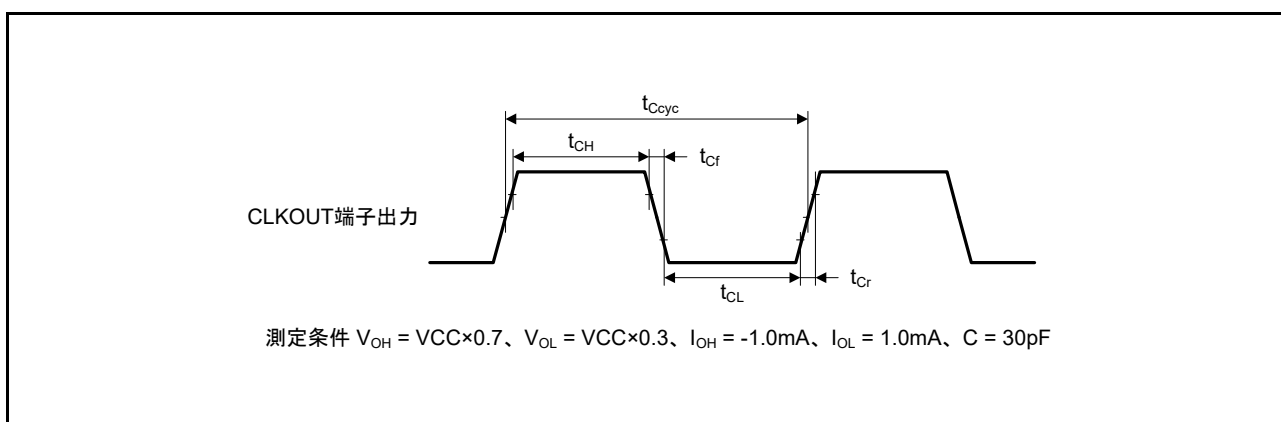 tCcyc
tCH
tCf
CLKOUT端子出力
tCL
tCr
測定条件 VOH = VCC×0.7、VOL = VCC×0.3、IOH = -1.0mA、IOL = 1.0mA、C = 30pF